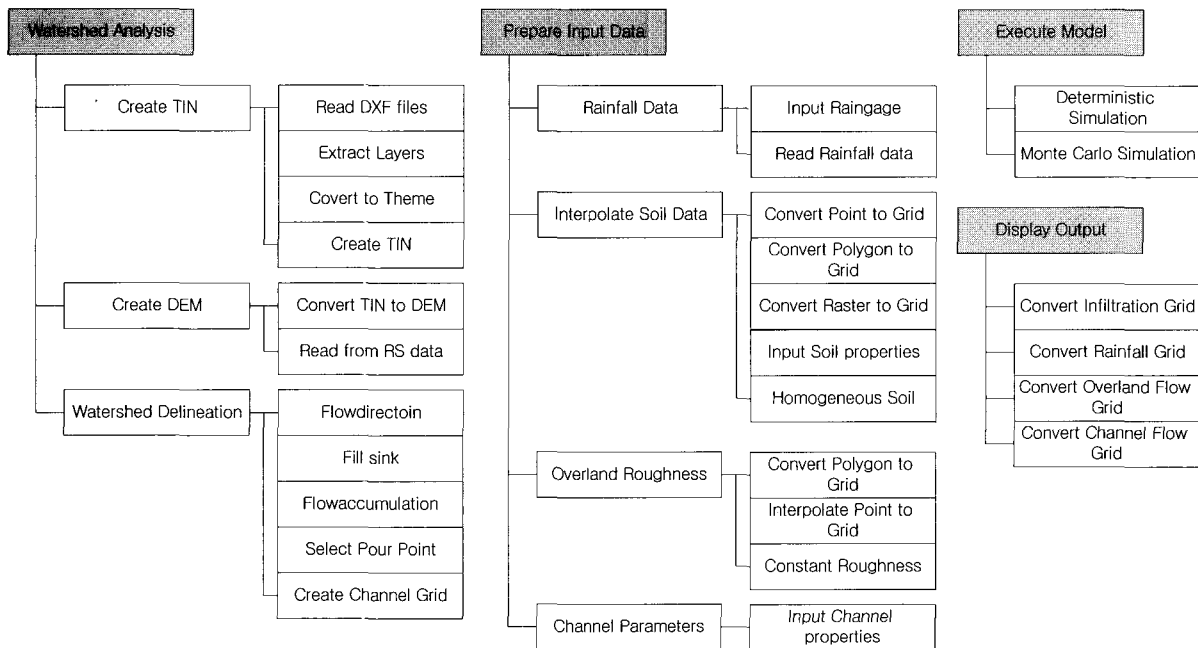 Watershed Analysis
Create TIN
Read DXF files
Extract Layers
Covert to Theme
Create TIN
Create DEM
Convert TIN to DEM
Read from RS data
Watershed Delineation
Flowdirectoin
Fill sink
Flowaccumulation
Select Pour Point
Create Channel Grid
Prepare Input Data
Rainfall Data
Input Raingage
Read Rainfall data
Interpolate Soil Data
Convert Point to Grid
Convert Polygon to
Grid
Convert Raster to Grid
Input Soil properties
Homogeneous Soil
Overland Roughness
Convert Polygon to
Grid
Interpolate Point to
Grid
Constant Roughness
Channel Parameters
Input Channel
properties
Execute Model
Deterministic
Simulation
Monte Carlo Simulation
Display Output
Convert Infiltration Grid
Convert Rainfall Grid
Convert Overland Flow
Grid
Convert Channel Flow
Grid